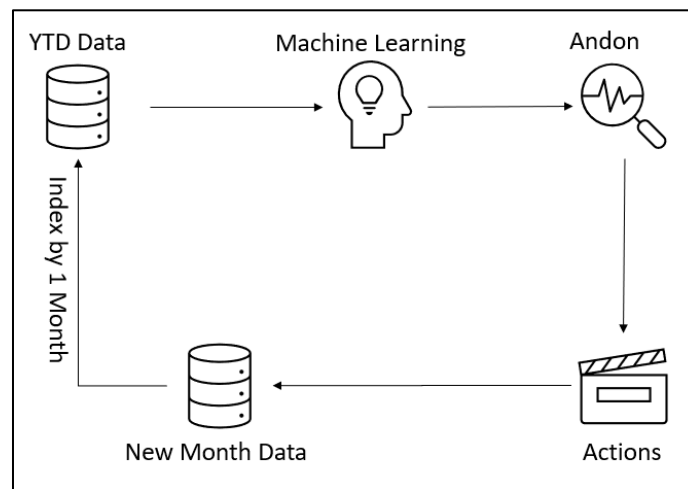 YTD Data
Machine Learning
Andon
Index by 1 Month
New Month Data
Actions